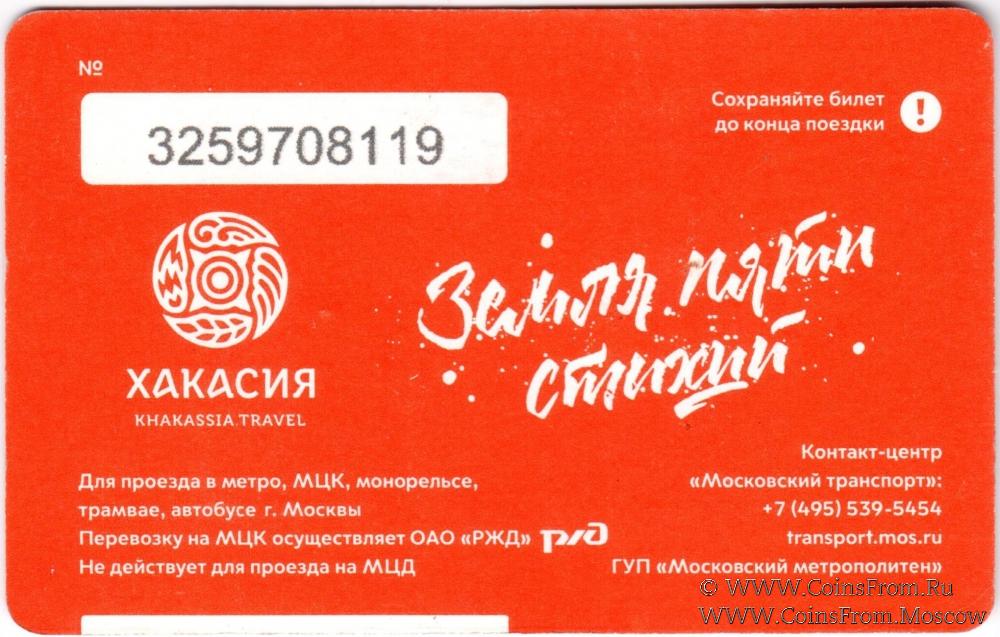 №
3259708119
Сохраняйте билет
до конца поездки
!
ХАКАСИЯ
KHAKASSIA.TRAVEL
Земля пяти
стихий
Для проезда в метро, МЦК, монорельсе,
трамвае, автобусе г. Москвы
Перевозку на МЦК осуществляет ОАО «РЖД» РЖД
Не действует для проезда на МЦД
Контакт-центр
«Московский транспорт»:
+7 (495) 539-5454
transport.mos.ru
ГУП «Московский метрополитен»
© WWW.CoinsFrom.Ru
WWW.CoinsFrom.Moscow